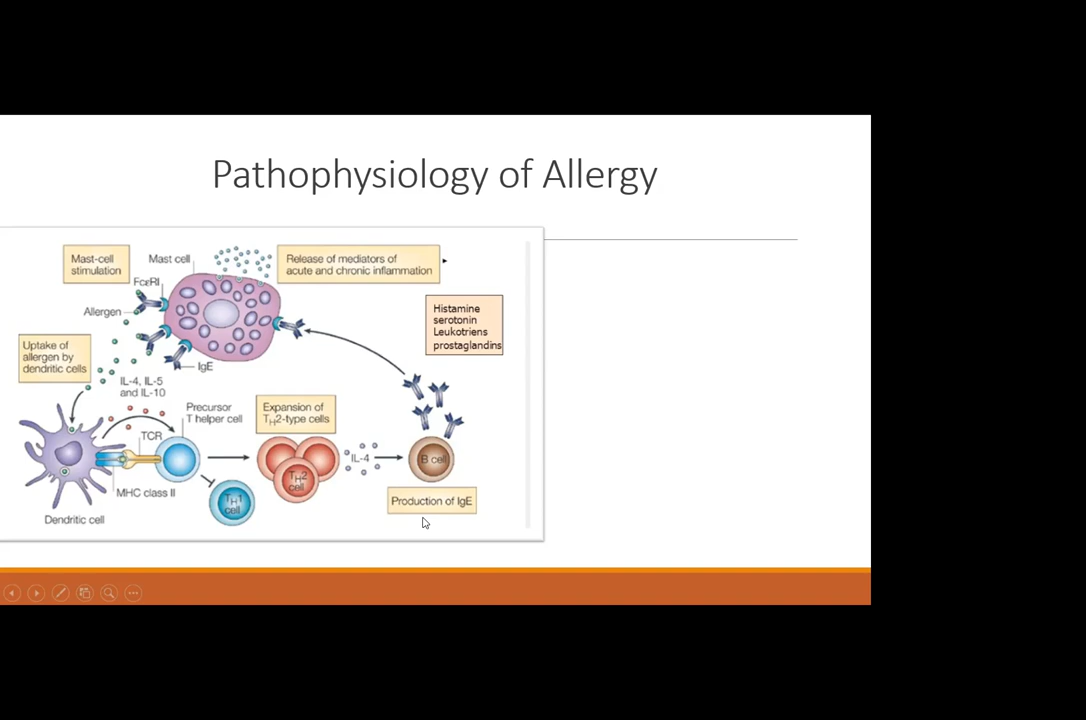 Pathophysiology of Allergy
Mast-cell
stimulation
Mast cell
Release of mediators of
acute and chronic inflammation
FcεRI
Allergen
Histamine
serotonin
Leukotriens
prostaglandins
Uptake of
allergen by
dendritic cells
IgE
IL-4, IL-5
and IL-10
Precursor
T helper cell
Expansion of
TH2-type cells
TCR
IL-4
B cell
TH2
cell
MHC class II
TH1
cell
Production of IgE
Dendritic cell